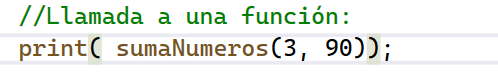 //Llamada a una función:
print( sumaNumeros(3, 90));